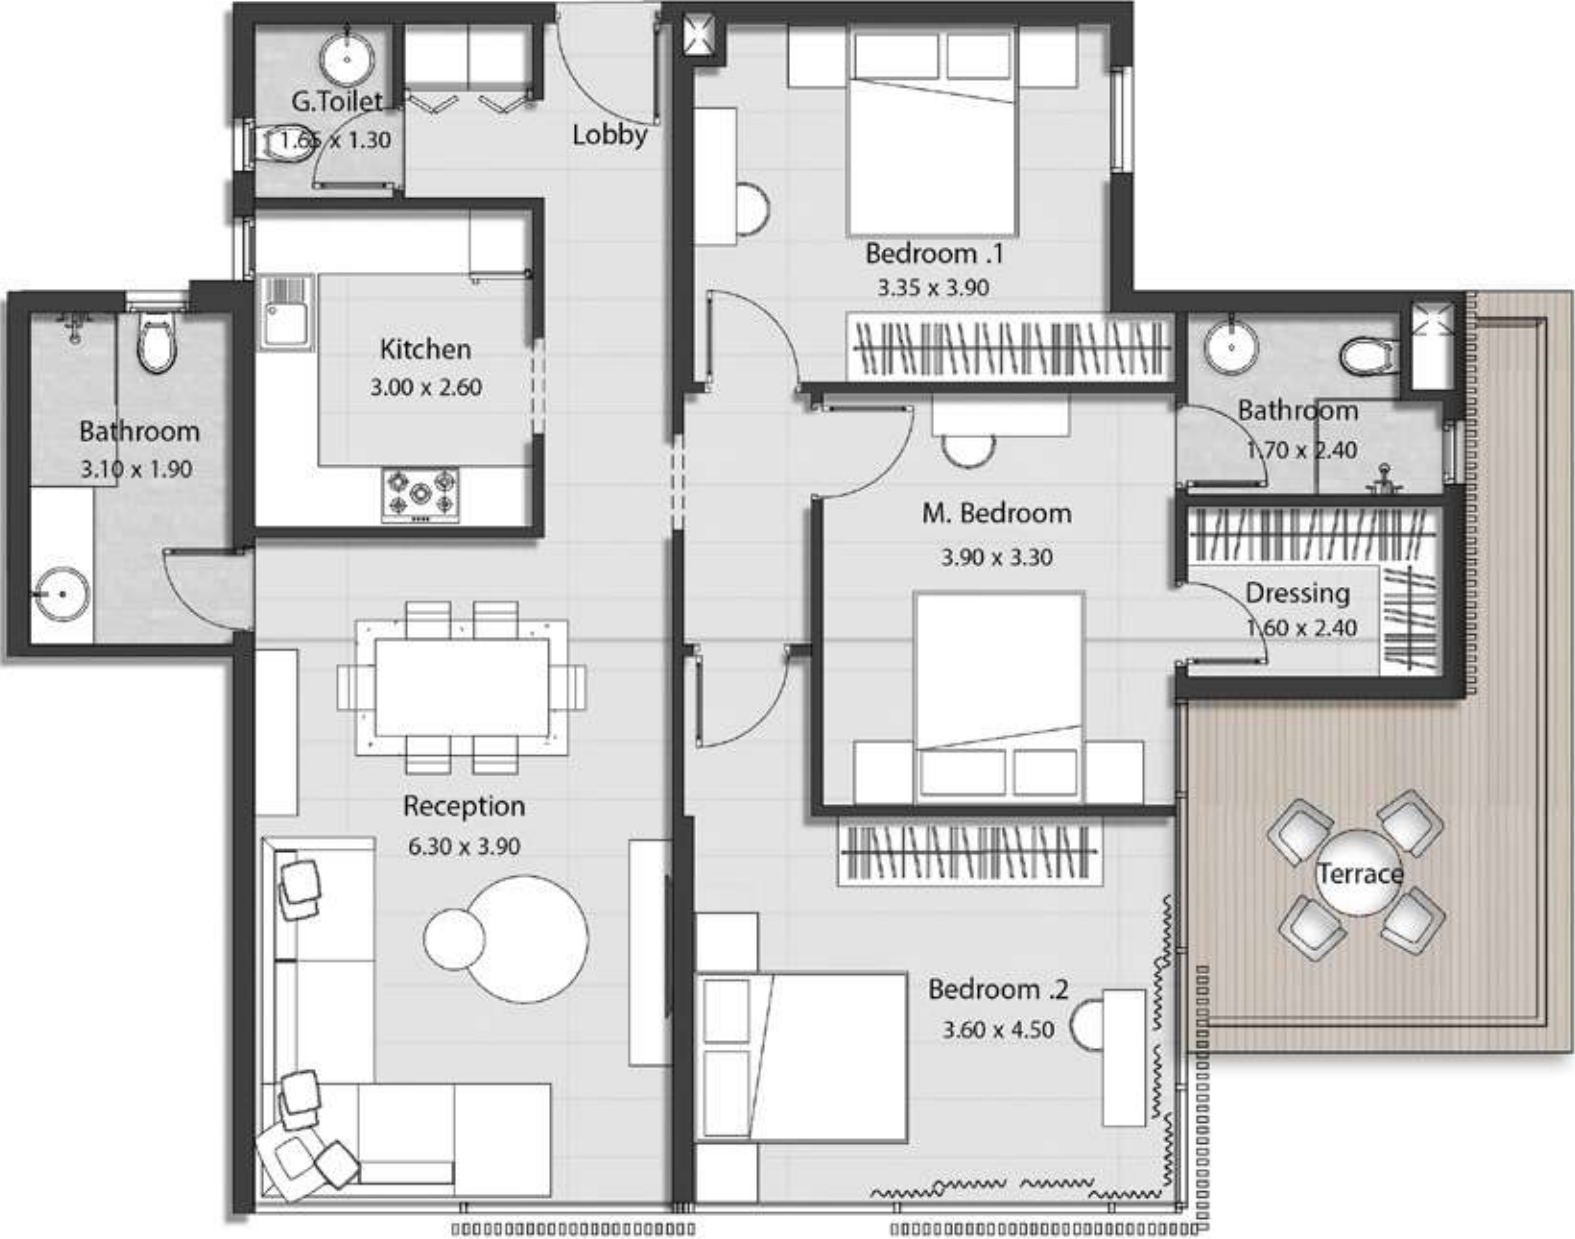 G.Toilet
1.65 x 1.30
Lobby
Bedroom .1
3.35 x 3.90
Kitchen
3.00 x 2.60
Bathroom
3.10 x 1.90
Bathroom
1.70 x 2.40
M. Bedroom
3.90 x 3.30
Dressing
1.60 x 2.40
Reception
6.30 x 3.90
Terrace
Bedroom .2
3.60 x 4.50